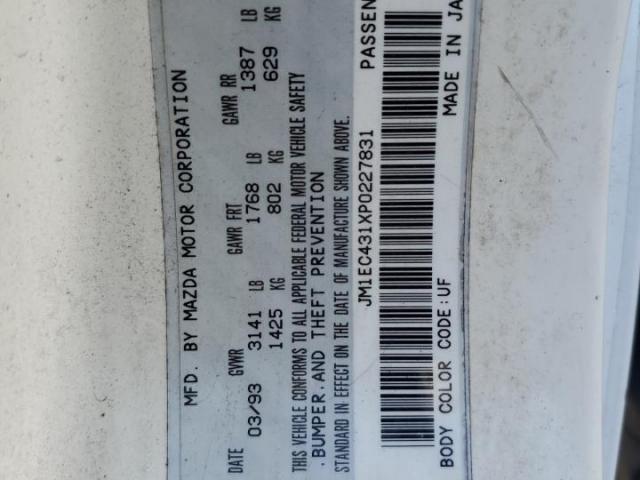 MFD. BY MAZDA MOTOR CORPORATION
DATE GVWR GAWR FRT GAWR RR
03/93 3141 LB 1768 LB 1387 LB
1425 KG 802 KG 629 KG
THIS VEHICLE CONFORMS TO ALL APPLICABLE FEDERAL MOTOR VEHICLE SAFETY
. BUMPER. AND THEFT PREVENTION
STANDARD IN EFFECT ON THE DATE OF MANUFACTURE SHOWN ABOVE.
JM1EC431XP0227831 PASSEN
BODY COLOR CODE:UF MADE IN JA